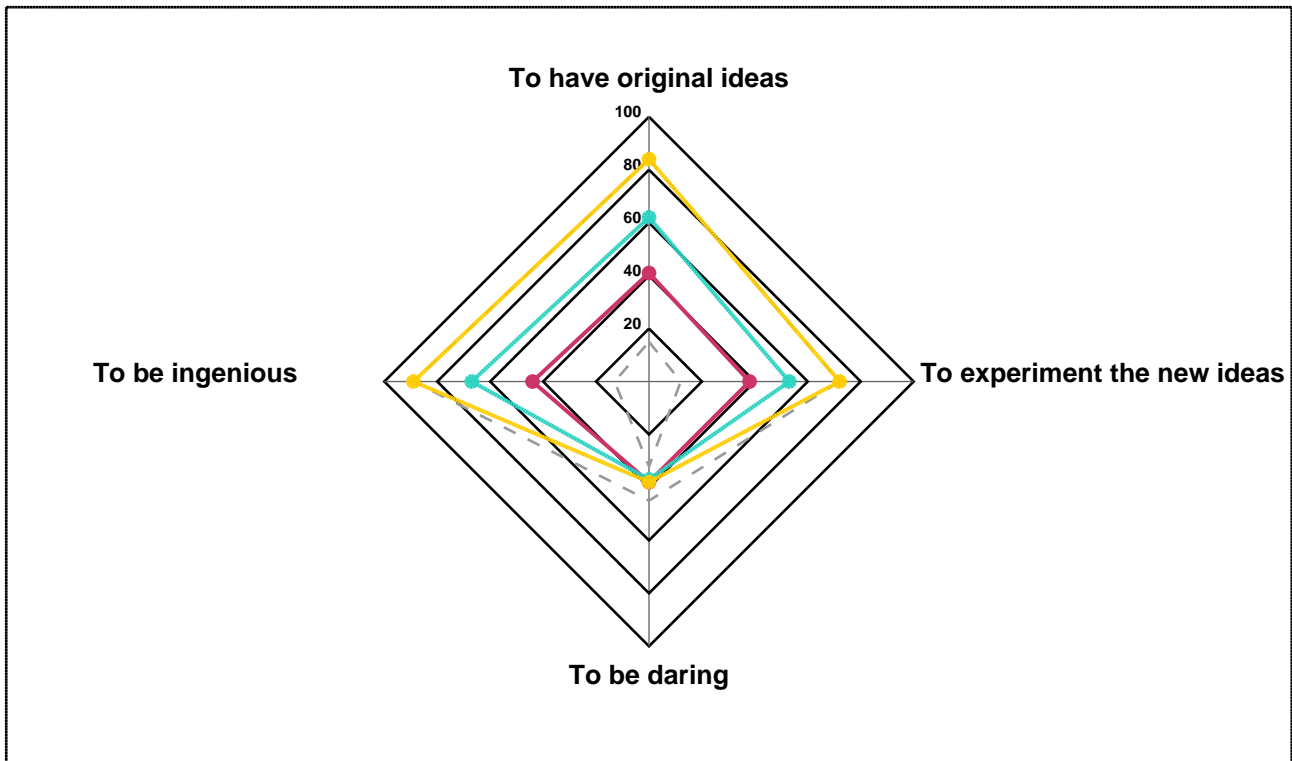 To have original ideas
100
80
60
40
20
To be ingenious
To experiment the new ideas
To be daring